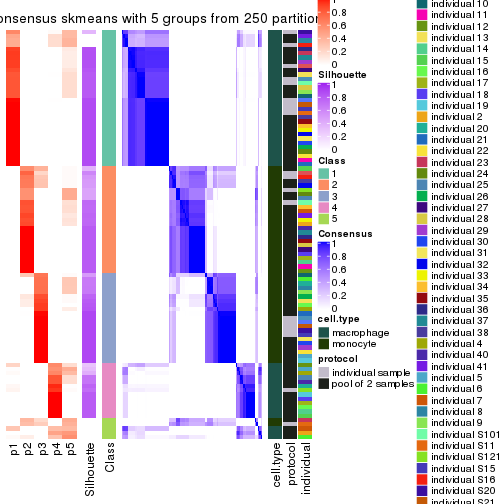 onsensus skmeans with 5 groups from 250 partition
0.8
0.6
0.4
0.2
0
Silhouette
1
0.8
0.6
0.4
0.2
0
Class
1
2
3
4
5
Consensus
1
0.8
0.6
0.4
0.2
0
cell.type
macrophage
monocyte
protocol
individual sample
pool of 2 samples
individual 10
individual 11
individual 12
individual 13
individual 14
individual 15
individual 16
individual 17
individual 18
individual 19
individual 2
individual 20
individual 21
individual 22
individual 23
individual 24
individual 25
individual 26
individual 27
individual 28
individual 29
individual 30
individual 31
individual 32
individual 33
individual 34
individual 35
individual 36
individual 37
individual 38
individual 4
individual 40
individual 41
individual 5
individual 6
individual 7
individual 8
individual 9
individual S101
individual S11
individual S121
individual S15
individual S16
individual S20
individual S21
p1
p2
p3
p4
p5
Silhouette
Class
cell.type
protocol
individual